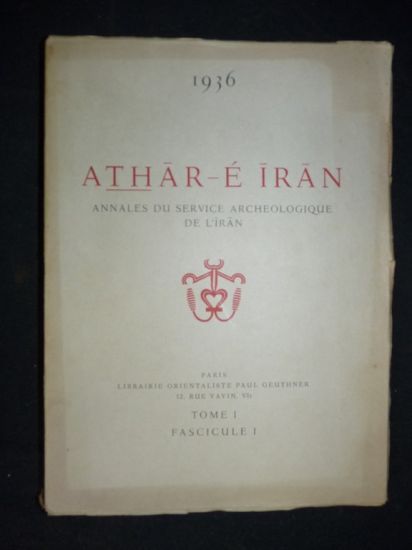 1936
ATHĀR-É ĪRĀN
ANNALES DU SERVICE ARCHEOLOGIQUE
DE L'ĪRĀN
PARIS
LIBRAIRIE ORIENTALISTE PAUL GEUTHNER
12, RUE VAVIN, VIe
TOME I
FASCICULE I